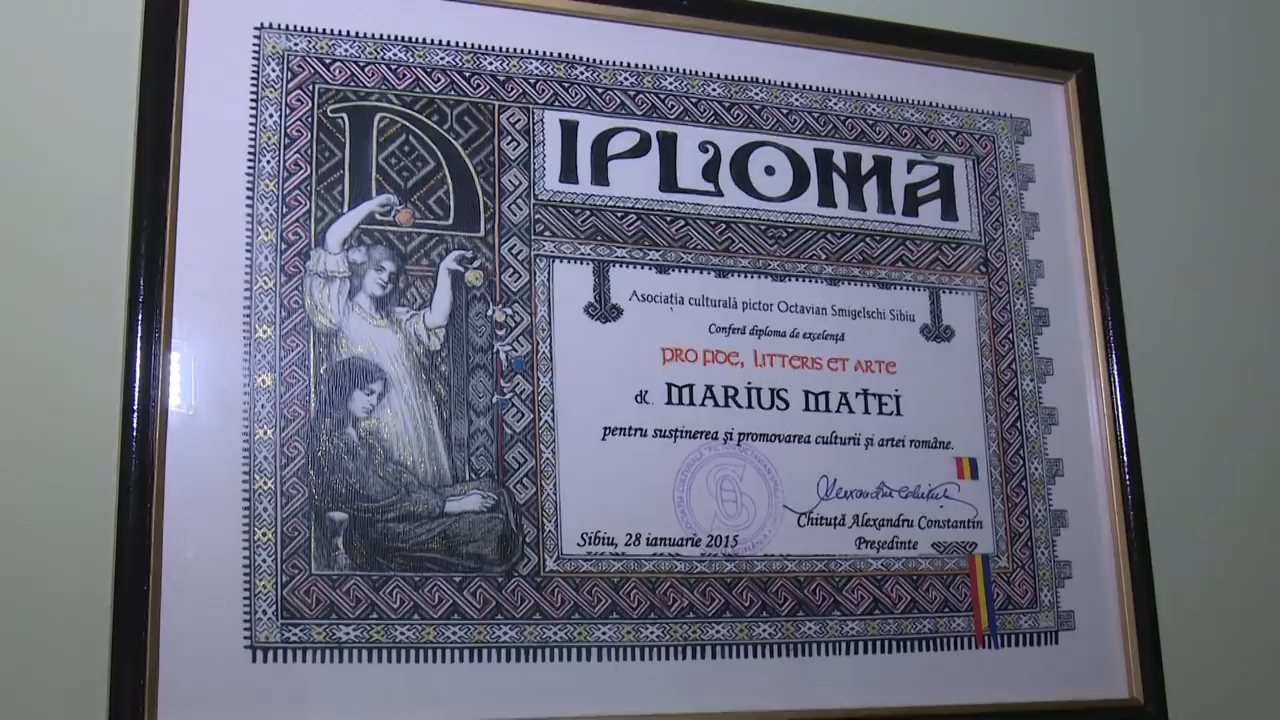 DIPLOMĂ
Asociația culturală pictor Octavian Smigelschi Sibiu
Conferă diploma de excelență
PRO FIDE, LITTERIS ET ARTE
dl. MARIUS MATEI
pentru susținerea și promovarea culturii și artei române.
Chituță Alexandru Constantin
Sibiu, 28 ianuarie 2015
Președinte